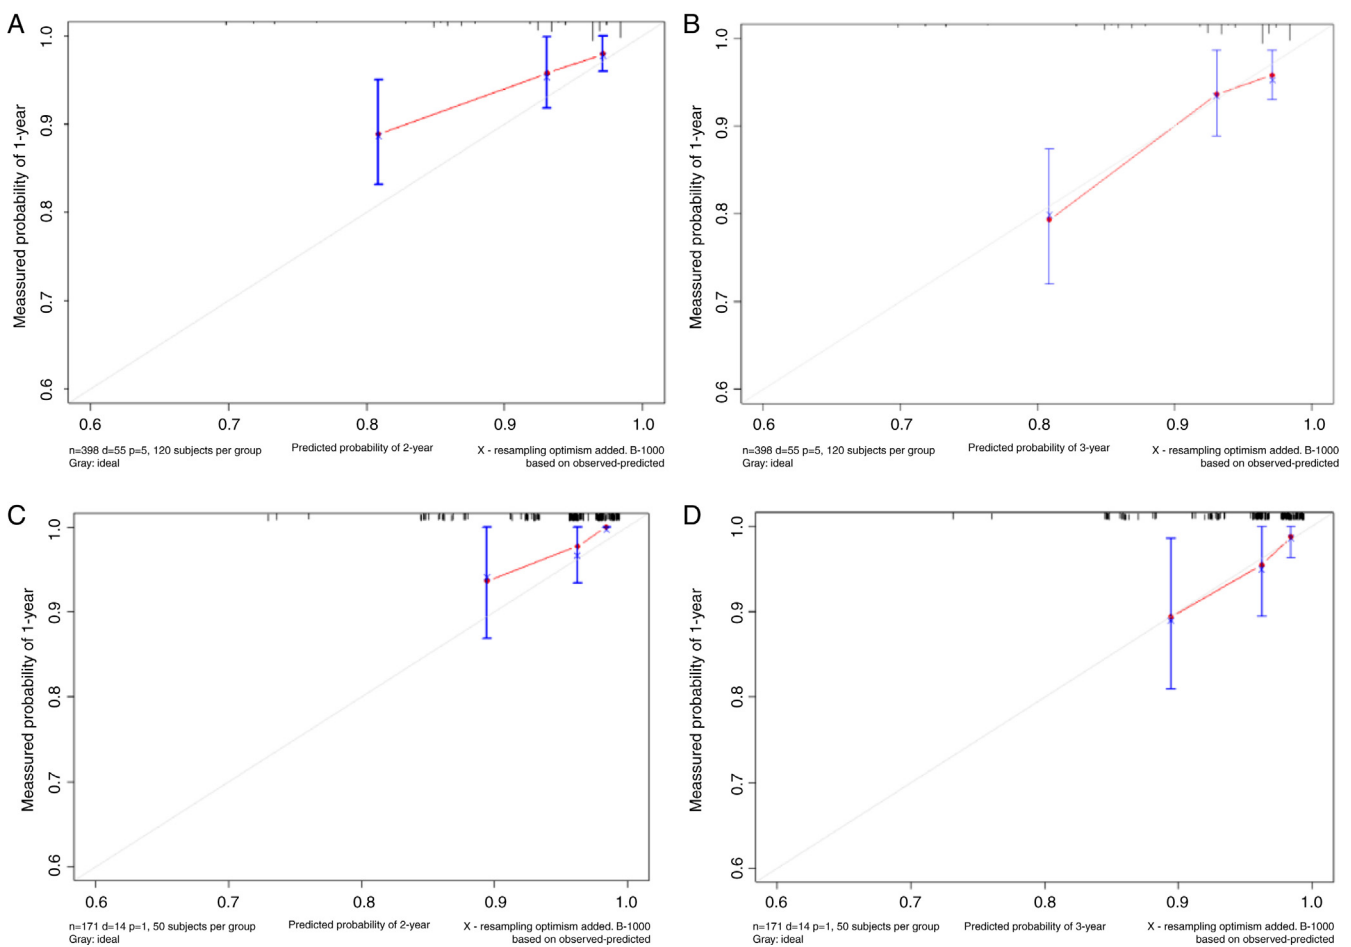 A
Meassured probability of 1-year
1.0
0.9
0.8
0.7
0.6
0.6 0.7 0.8 0.9 1.0
n=398 d=55 p=5, 120 subjects per group
Gray: ideal
Predicted probability of 2-year
X - resampling optimism added. B-1000
based on observed-predicted
B
Meassured probability of 1-year
1.0
0.9
0.8
0.7
0.6
0.6 0.7 0.8 0.9 1.0
n=398 d=55 p=5, 120 subjects per group
Gray: ideal
Predicted probability of 3-year
X - resampling optimism added. B-1000
based on observed-predicted
C
Meassured probability of 1-year
1.0
0.9
0.8
0.7
0.6
0.6 0.7 0.8 0.9 1.0
n=171 d=14 p=1, 50 subjects per group
Gray: ideal
Predicted probability of 2-year
X - resampling optimism added. B-1000
based on observed-predicted
D
Meassured probability of 1-year
1.0
0.9
0.8
0.7
0.6
0.6 0.7 0.8 0.9 1.0
n=171 d=14 p=1, 50 subjects per group
Gray: ideal
Predicted probability of 3-year
X - resampling optimism added. B-1000
based on observed-predicted